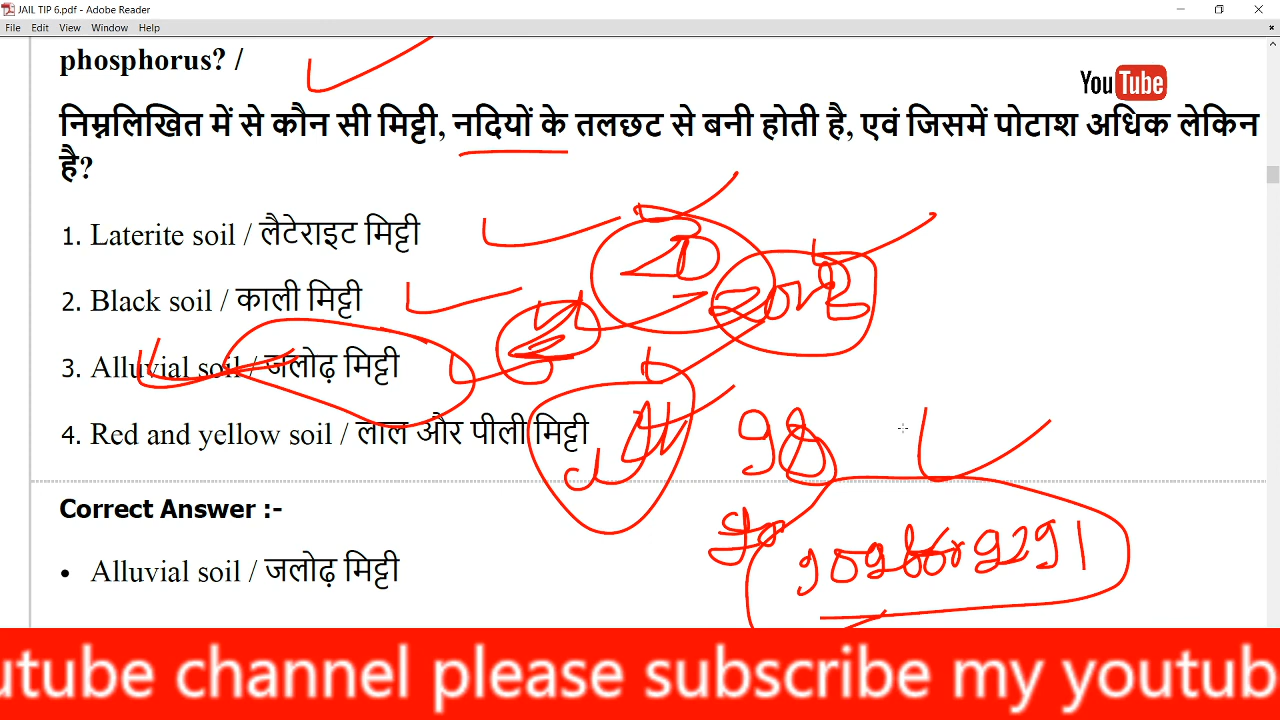 JAIL TIP 6.pdf - Adobe Reader
File Edit View Window Help
phosphorus? /
YouTube
निम्नलिखित में से कौन सी मिट्टी, नदियों के तलछट से बनी होती है, एवं जिसमें पोटाश अधिक लेकिन
है?
1. Laterite soil / लैटेराइट मिट्टी
2. Black soil / काली मिट्टी
3. Alluvial soil / जलोढ़ मिट्टी
4. Red and yellow soil / लाल और पीली मिट्टी
98
Correct Answer :-
• Alluvial soil / जलोढ़ मिट्टी
utube channel please subscribe my youtub